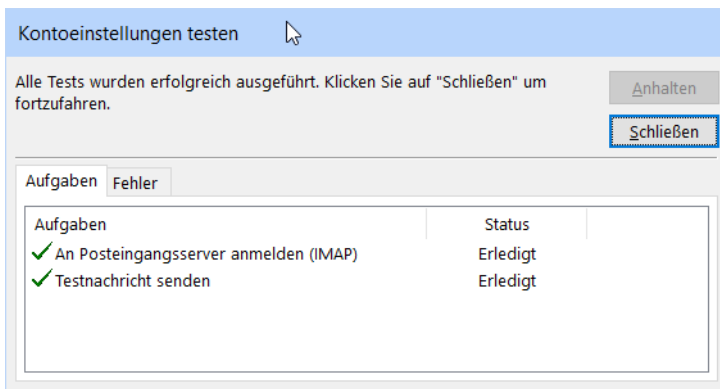 Kontoeinstellungen testen
Alle Tests wurden erfolgreich ausgeführt. Klicken Sie auf "Schließen" um
fortzufahren.
Anhalten
Schließen
Aufgaben Fehler
Aufgaben Status
An Posteingangsserver anmelden (IMAP) Erledigt
Testnachricht senden Erledigt